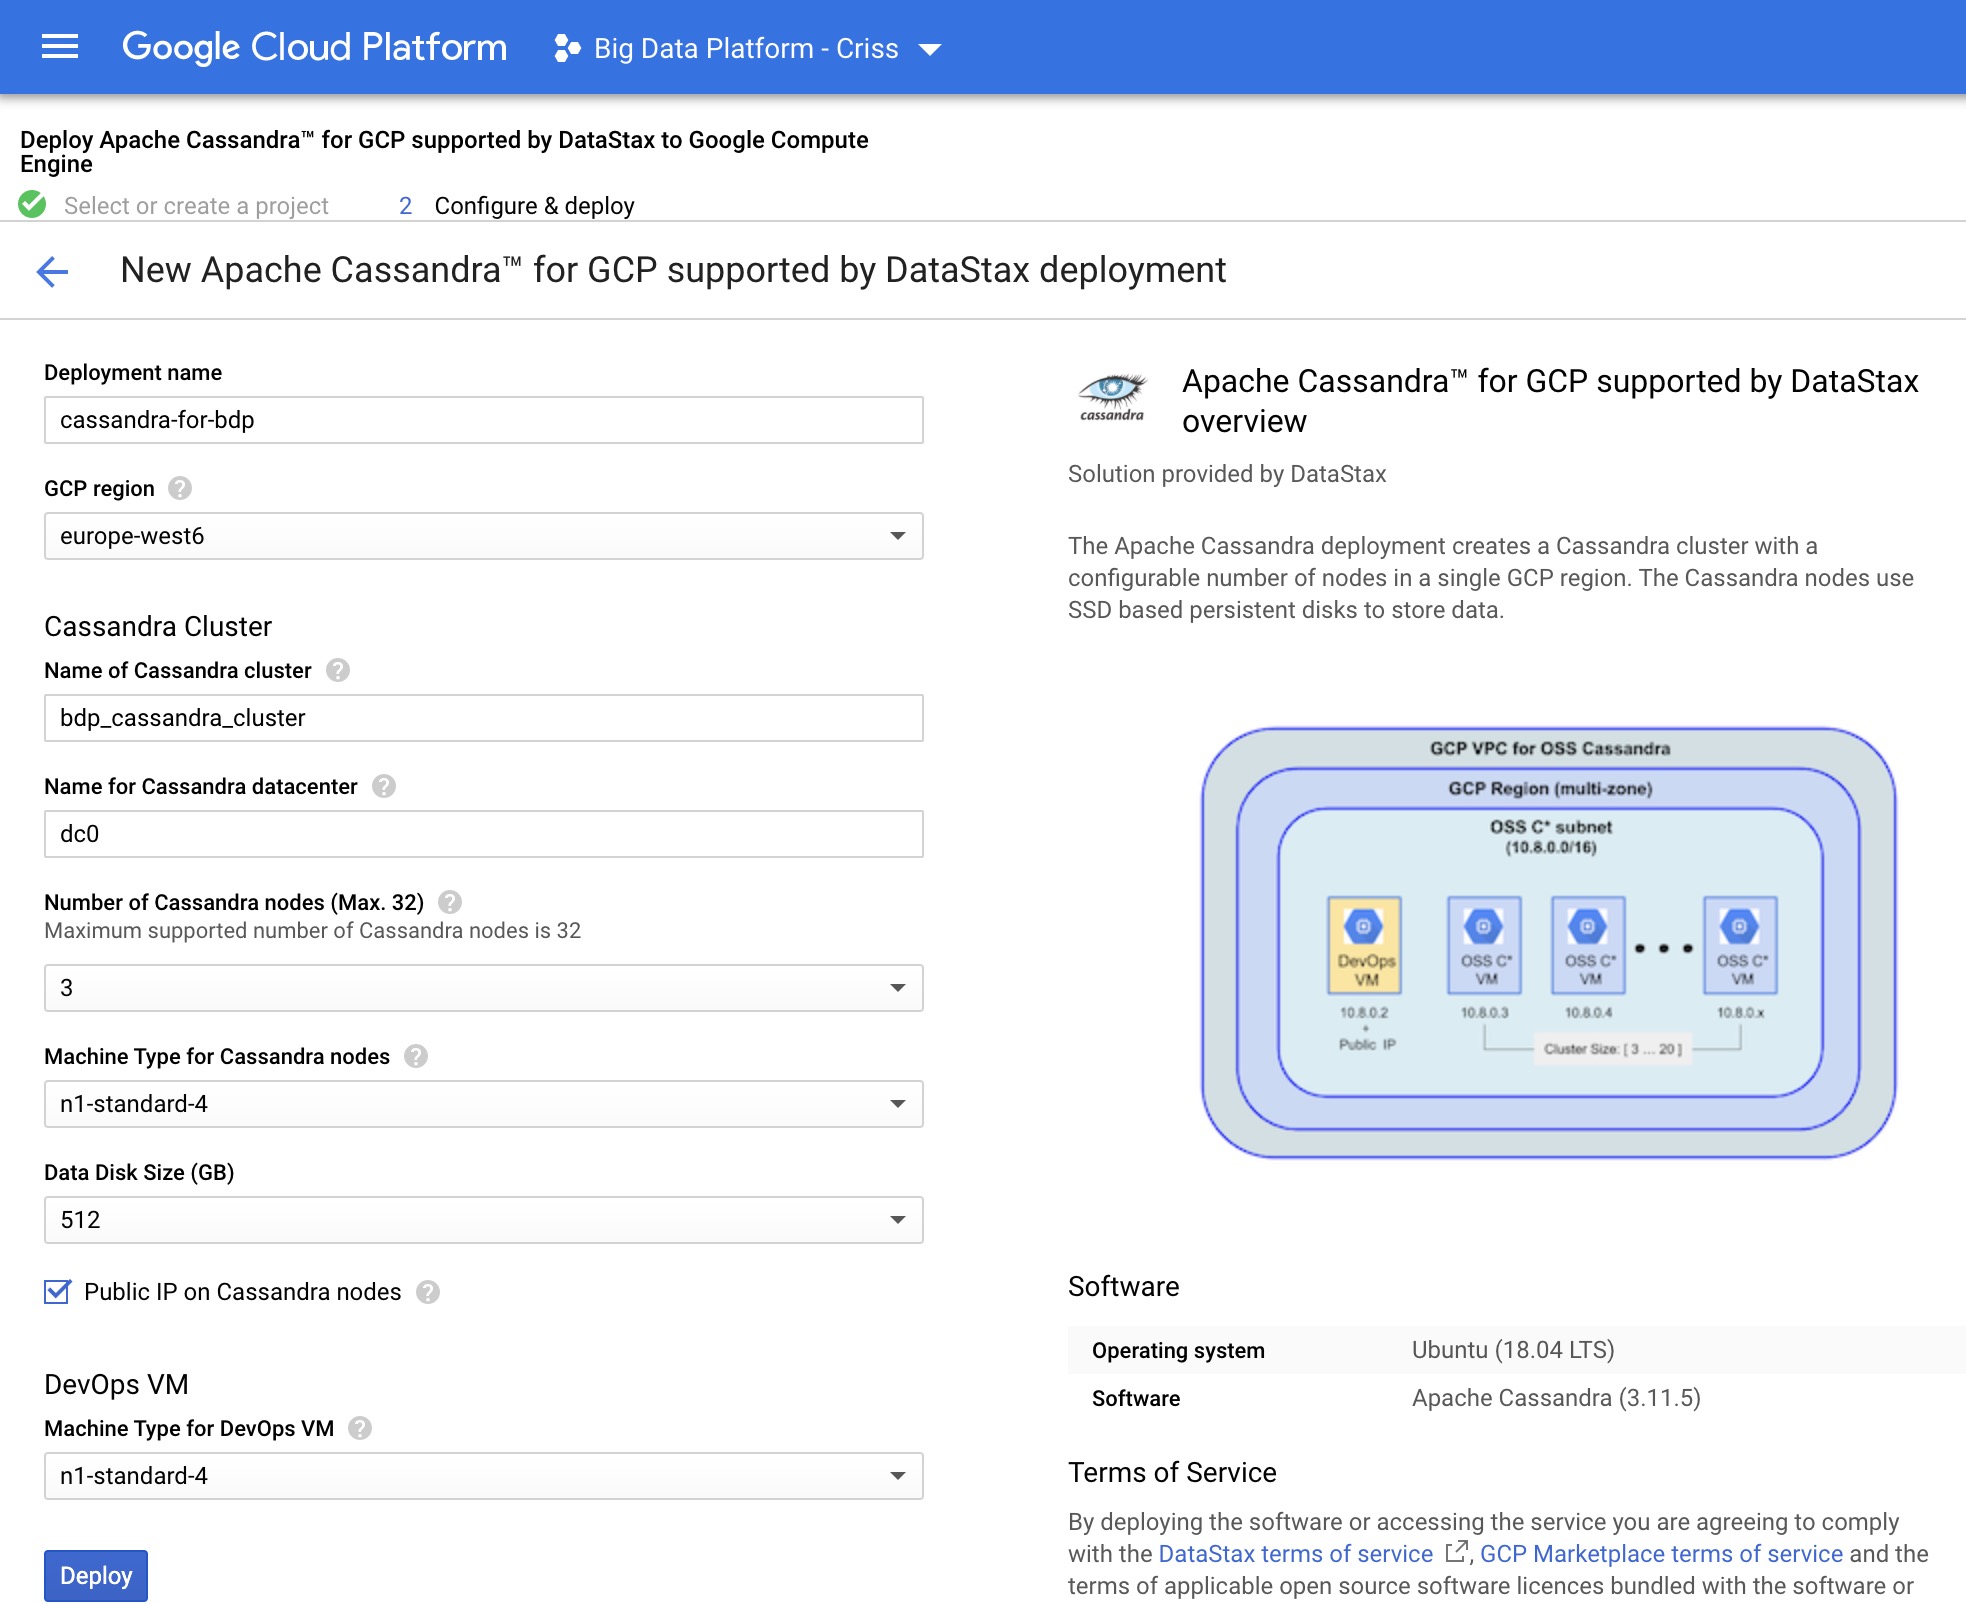 Google Cloud Platform
Big Data Platform - Criss
Deploy Apache Cassandra™ for GCP supported by DataStax to Google Compute
Engine
Select or create a project
2 Configure & deploy
New Apache Cassandra™ for GCP supported by DataStax deployment
Deployment name
cassandra-for-bdp
GCP region ?
europe-west6
Cassandra Cluster
Name of Cassandra cluster ?
bdp_cassandra_cluster
Name for Cassandra datacenter ?
dc0
Number of Cassandra nodes (Max. 32) ?
Maximum supported number of Cassandra nodes is 32
3
Machine Type for Cassandra nodes ?
n1-standard-4
Data Disk Size (GB)
512
Public IP on Cassandra nodes ?
DevOps VM
Machine Type for DevOps VM ?
n1-standard-4
Deploy
cassandra
Apache Cassandra™ for GCP supported by DataStax
overview
Solution provided by DataStax
The Apache Cassandra deployment creates a Cassandra cluster with a
configurable number of nodes in a single GCP region. The Cassandra nodes use
SSD based persistent disks to store data.
GCP VPC for OSS Cassandra
GCP Region (multi-zone)
OSS C* subnet
(10.8.0.0/16)
DevOps
VM
OSS C*
VM
OSS C*
VM
OSS C*
VM
10.8.0.2
+
Public IP
10.8.0.3
10.8.0.4
10.8.0.x
Cluster Size: [ 3 ... 20 ]
Software
Operating system Ubuntu (18.04 LTS)
Software Apache Cassandra (3.11.5)
Terms of Service
By deploying the software or accessing the service you are agreeing to comply
with the DataStax terms of service , GCP Marketplace terms of service and the
terms of applicable open source software licences bundled with the software or